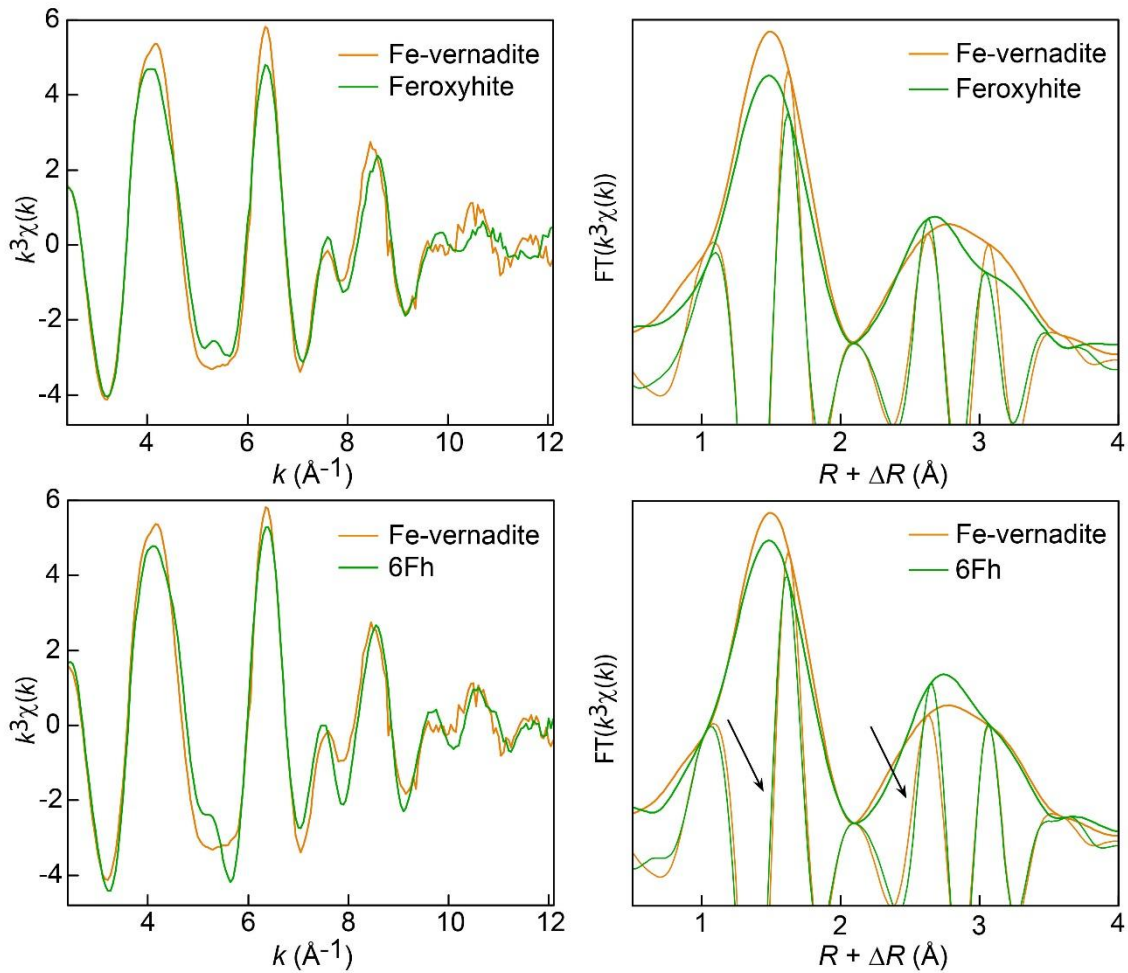 6
4
2
0
-2
-4
k³χ(k)
Fe-vernadite
Feroxyhite
4 6 8 10 12
k (Å⁻¹)
FT(k³χ(k))
Fe-vernadite
Feroxyhite
1 2 3 4
R + ΔR (Å)
6
4
2
0
-2
-4
k³χ(k)
Fe-vernadite
6Fh
4 6 8 10 12
k (Å⁻¹)
FT(k³χ(k))
Fe-vernadite
6Fh
1 2 3 4
R + ΔR (Å)